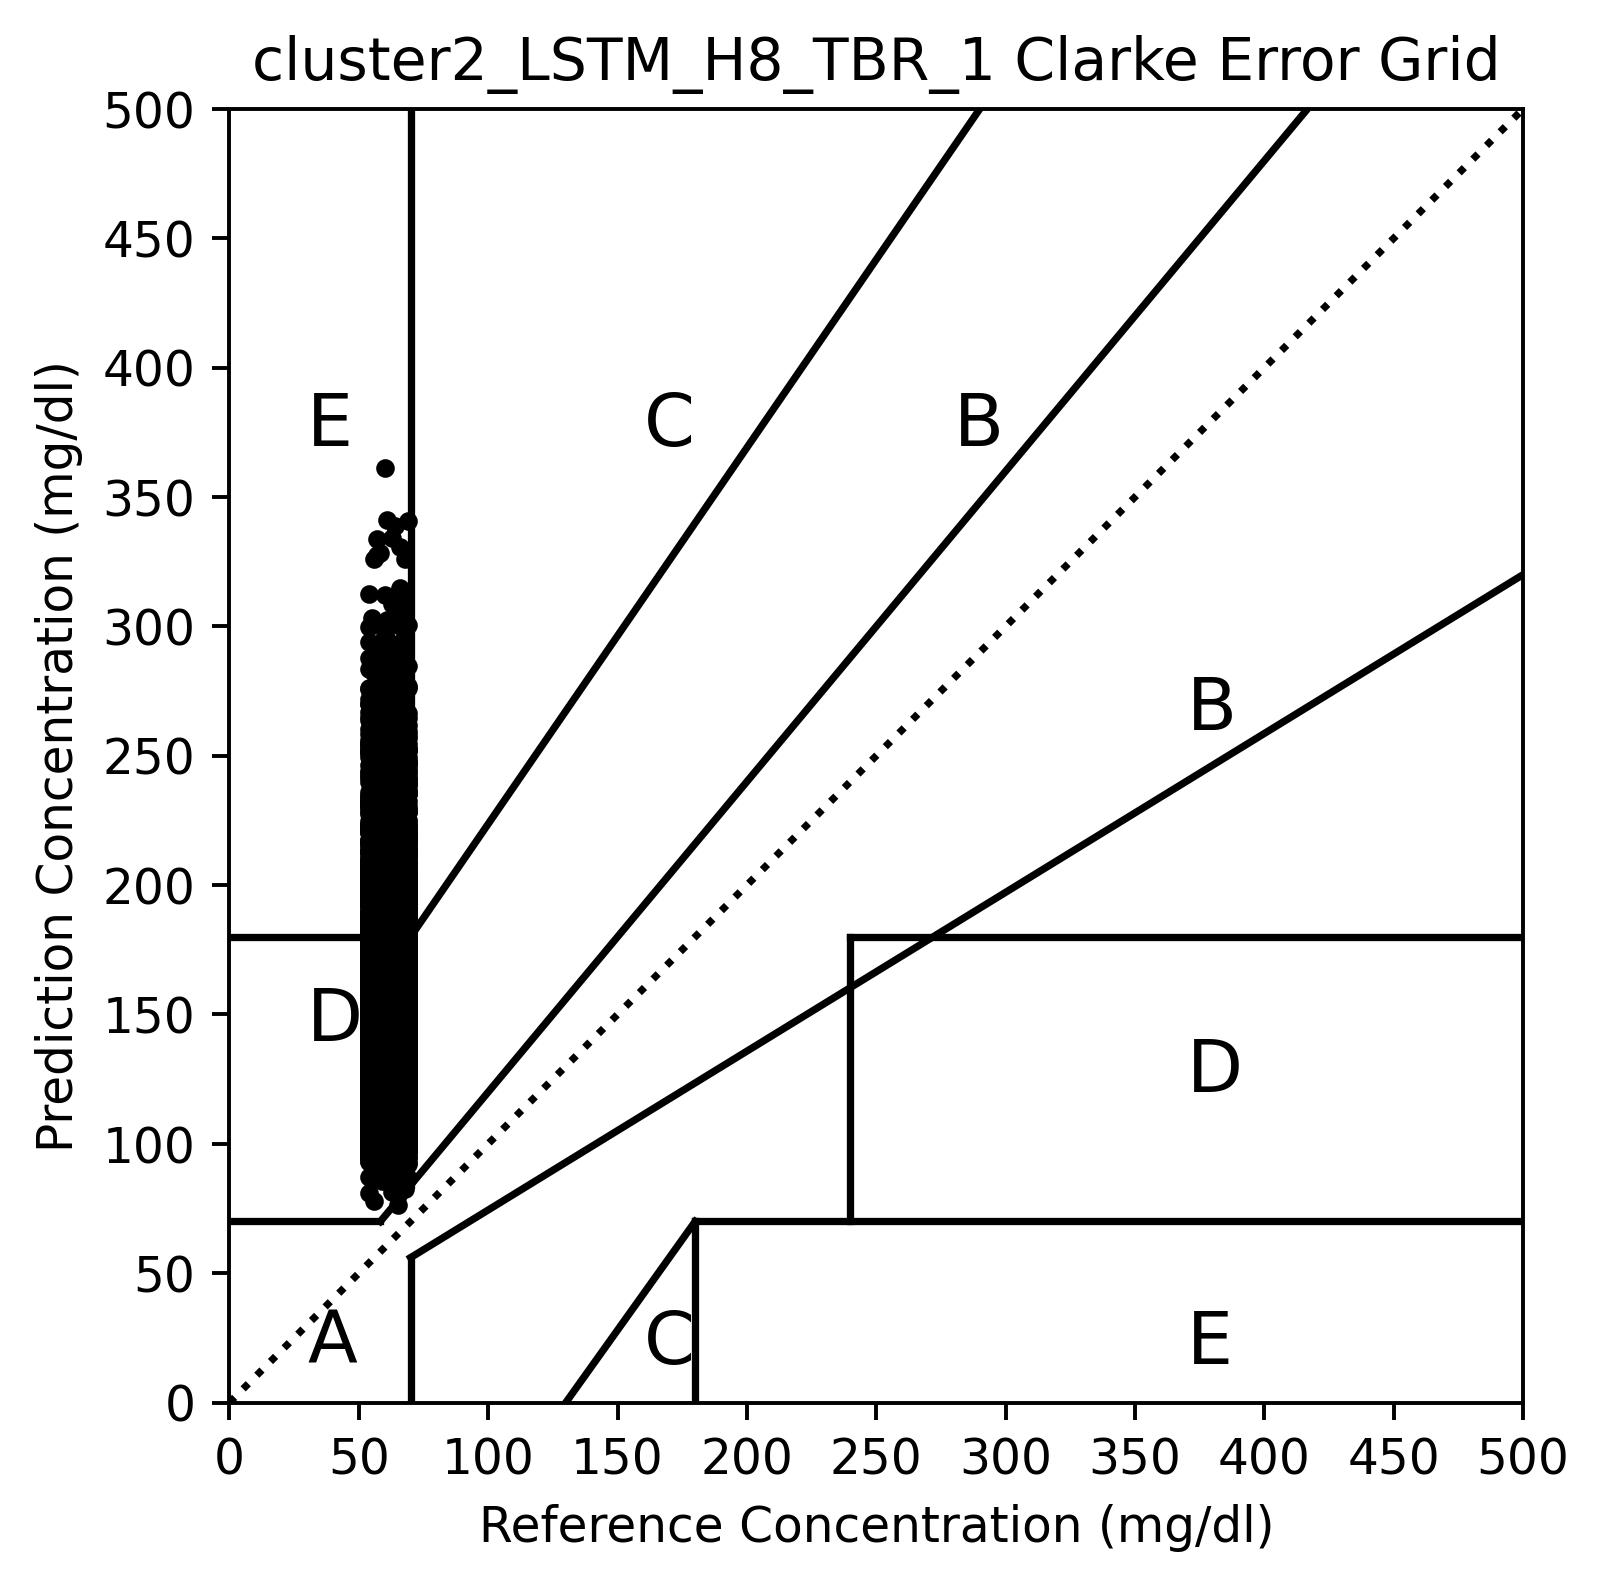 cluster2_LSTM_H8_TBR_1 Clarke Error Grid
500
450
400
350
300
250
200
150
100
50
0
Prediction Concentration (mg/dl)
E
C
B
B
D
D
A
C
E
0 50 100 150 200 250 300 350 400 450 500
Reference Concentration (mg/dl)